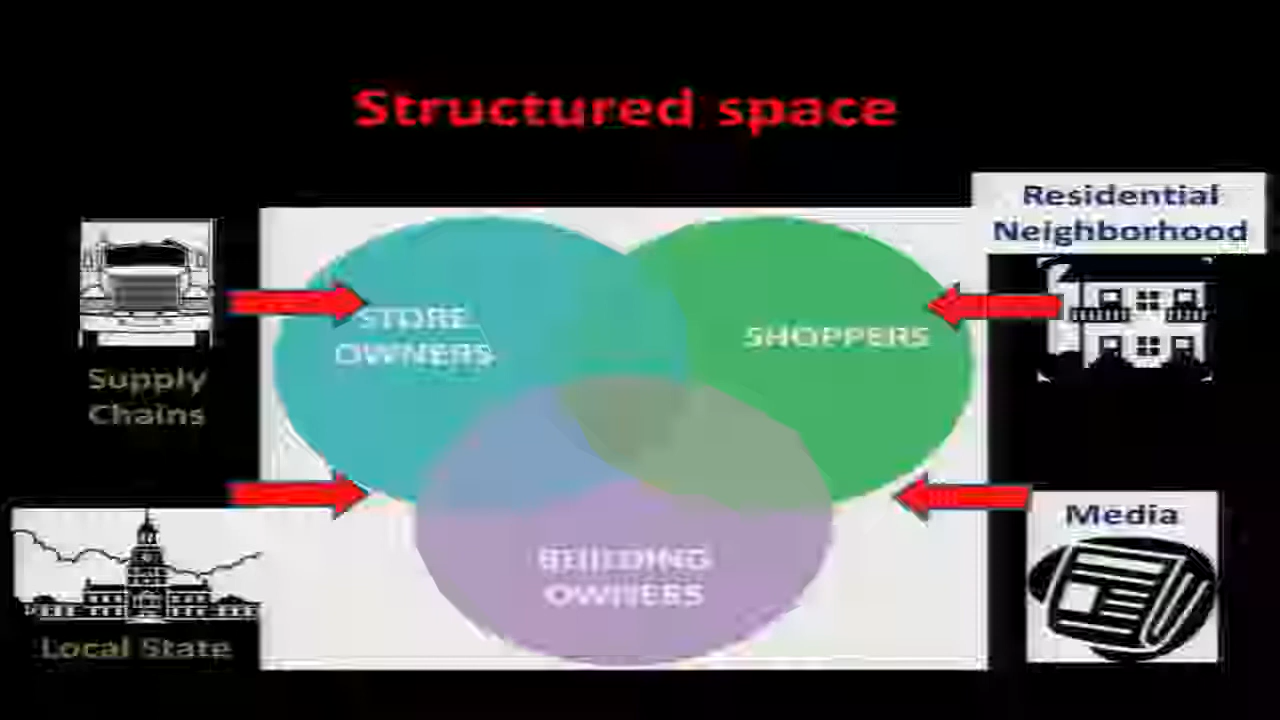 Structured space
Residential
Neighborhood
STORE
OWNERS
SHOPPERS
Supply
Chains
Media
BUILDING
OWNERS
Local State